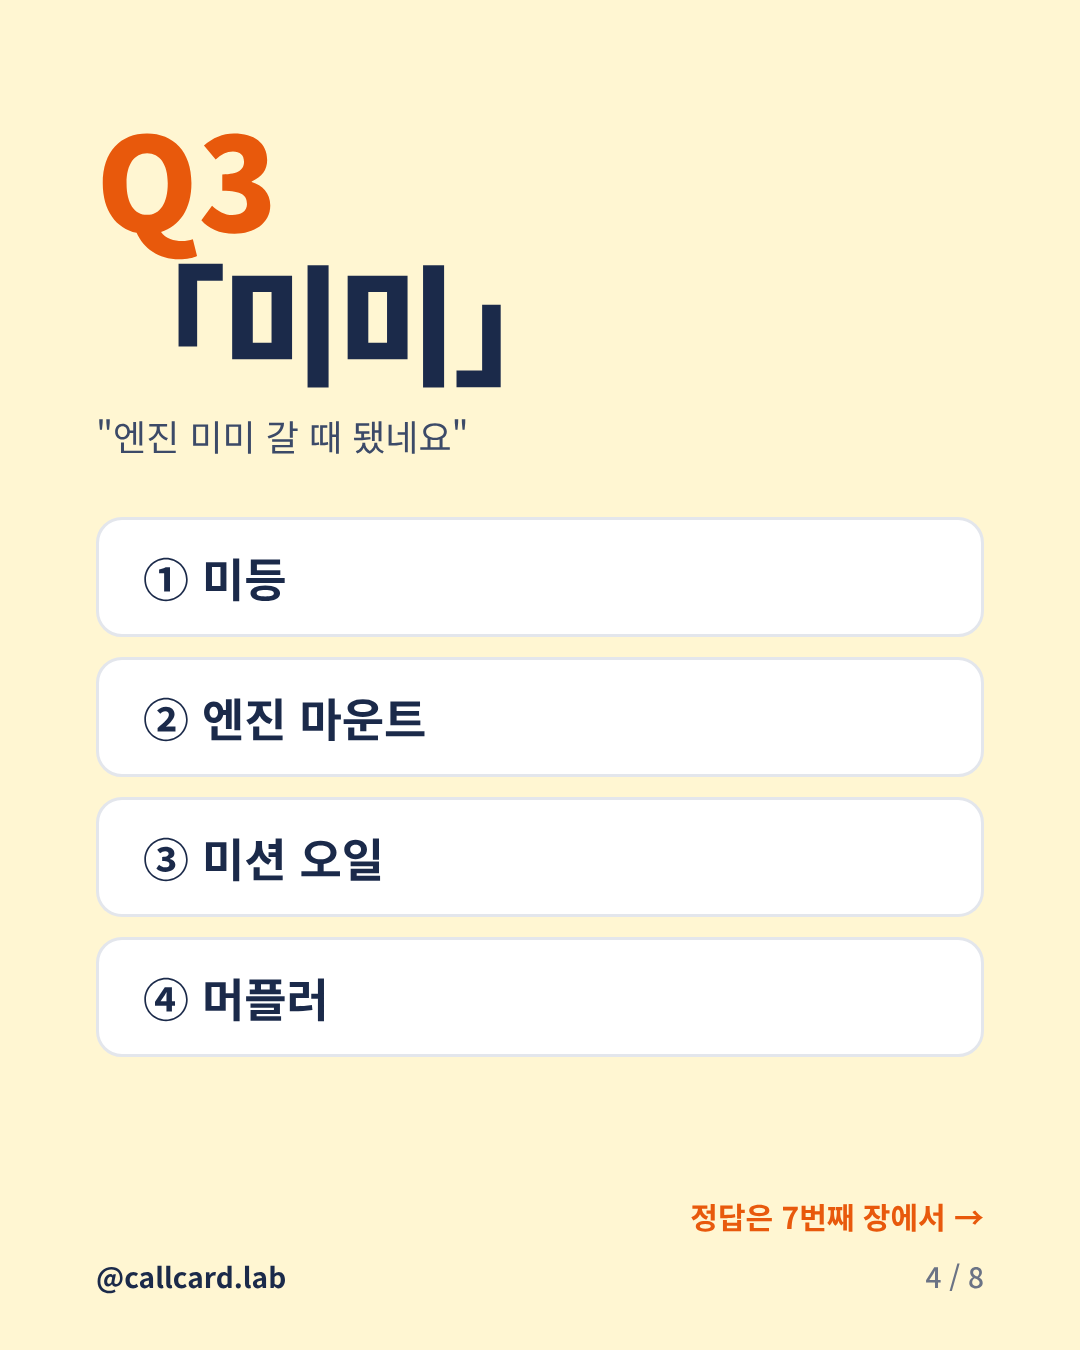 Q3
「미미」
"엔진 미미 갈 때 됐네요"
① 미등
② 엔진 마운트
③ 미션 오일
④ 머플러
정답은 7번째 장에서 →
@callcard.lab
4 / 8